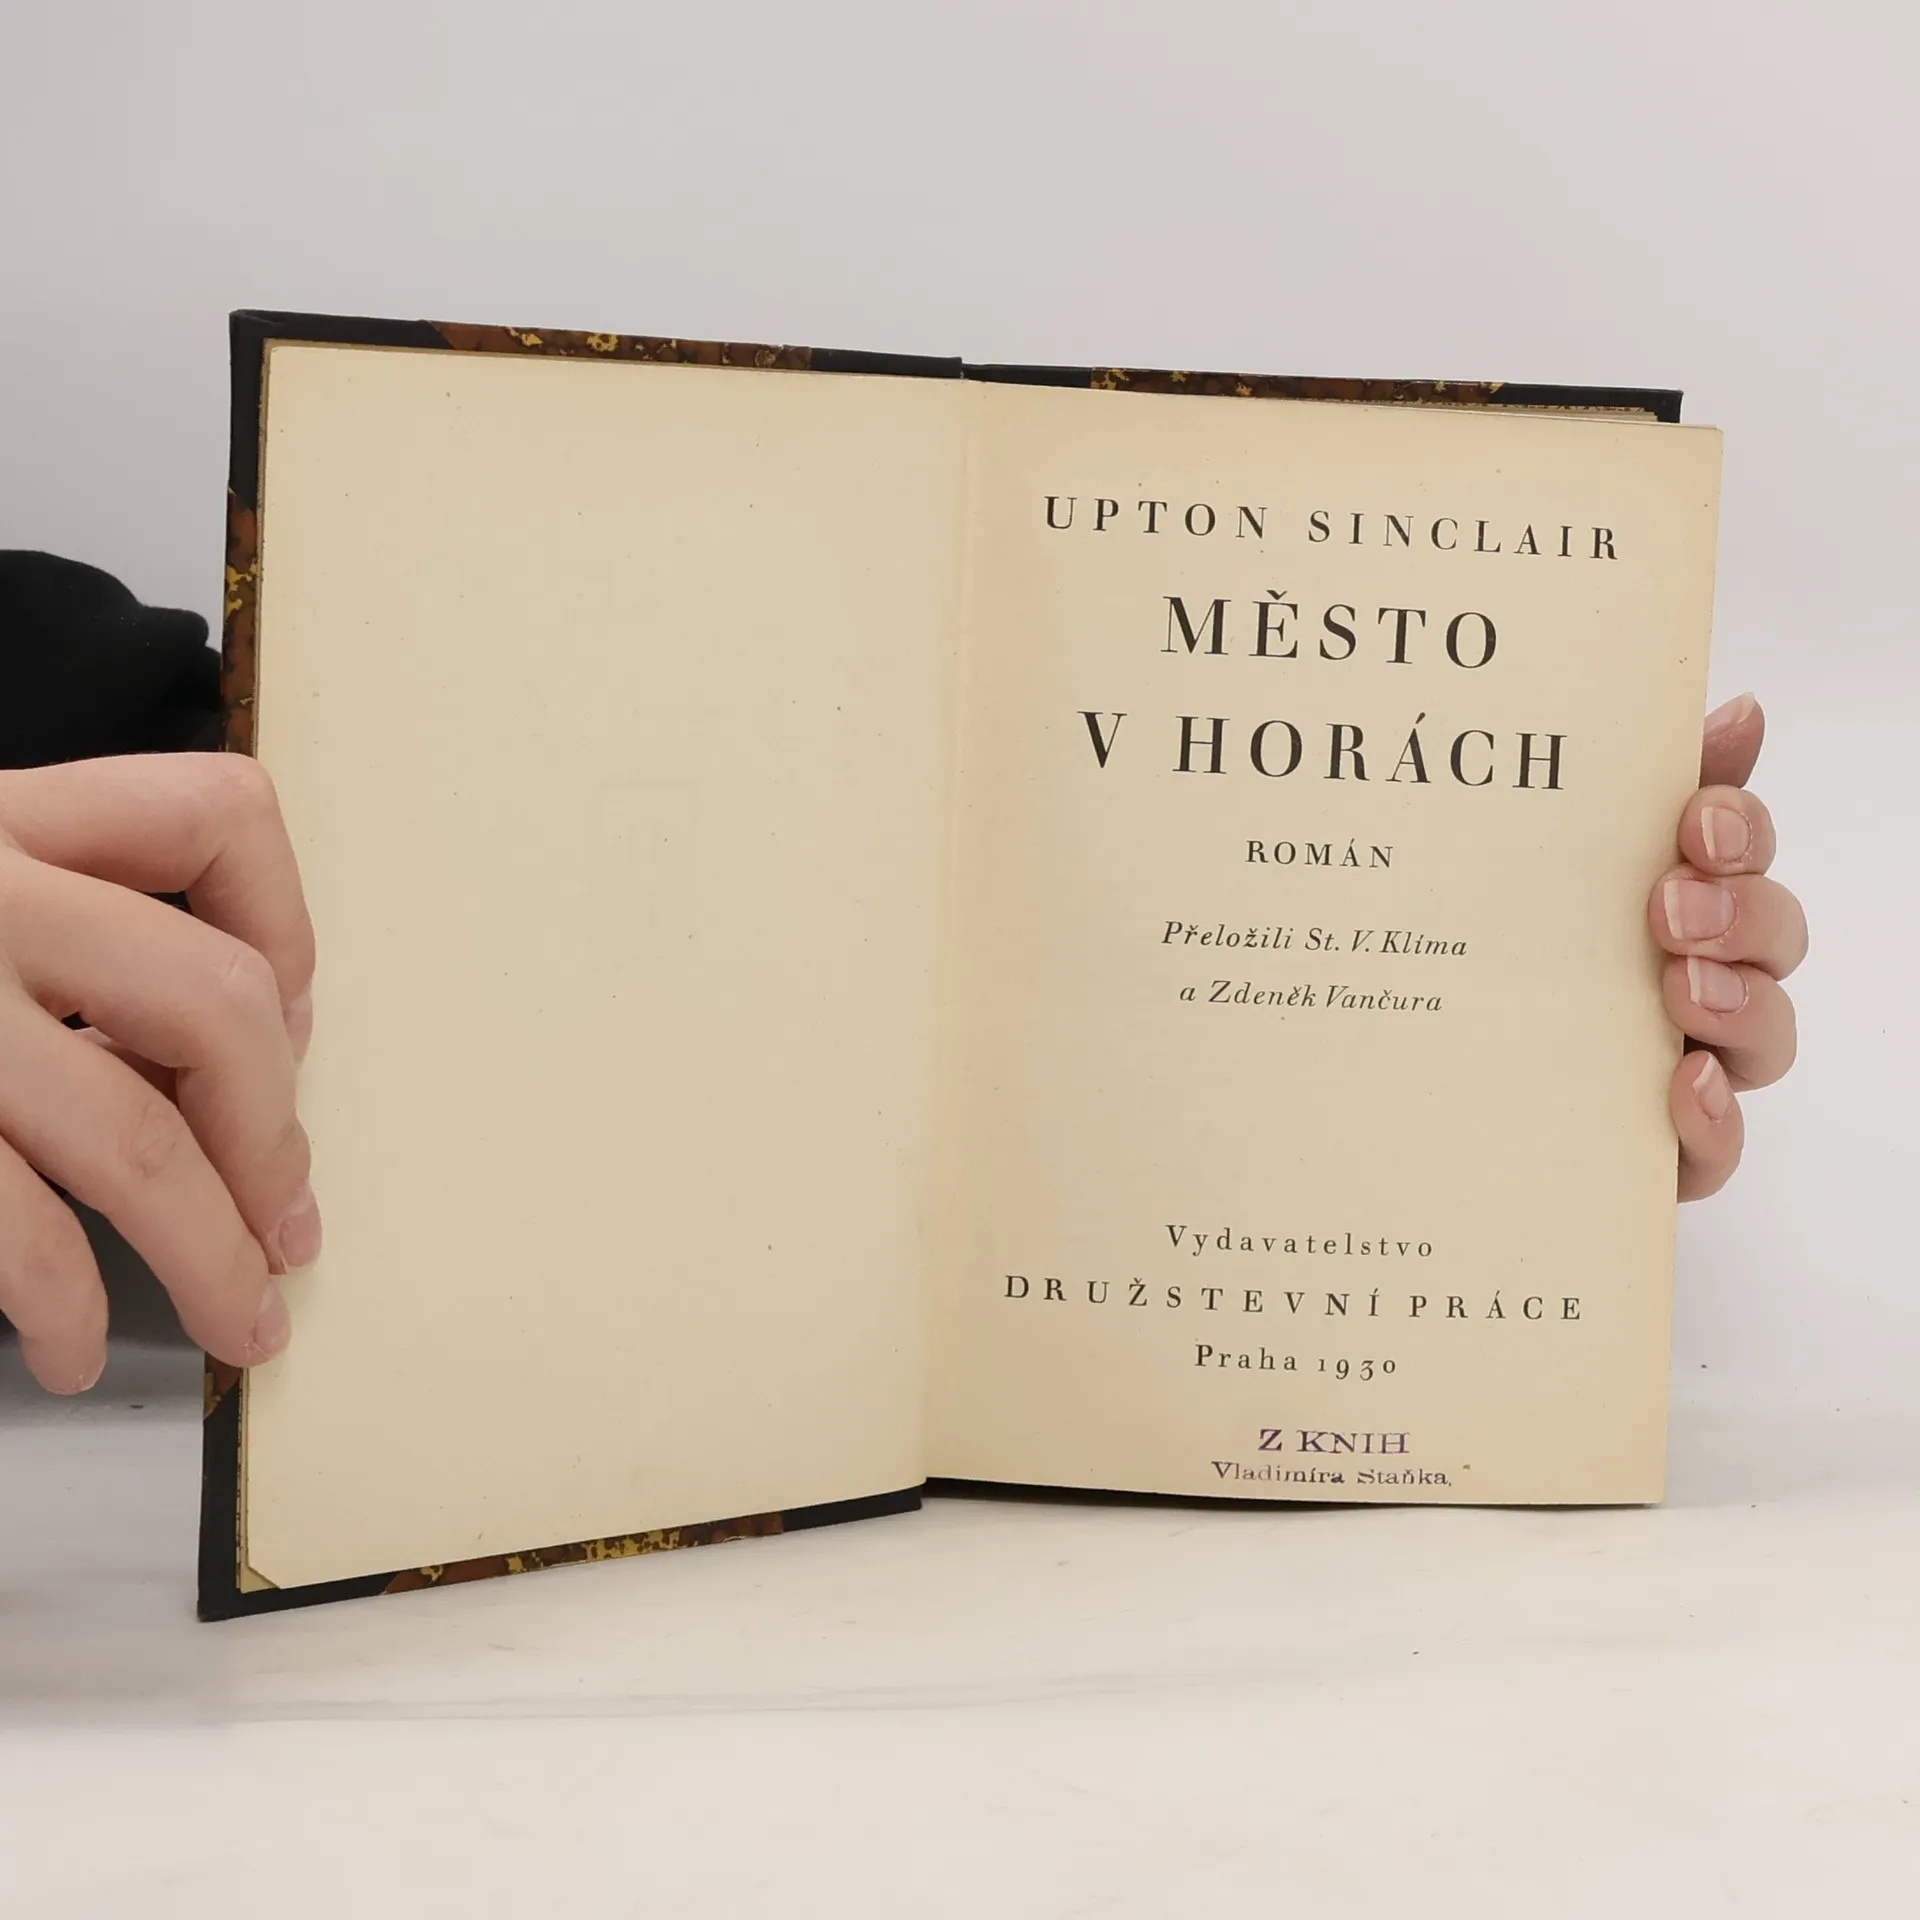 UPTON SINCLAIR
MĚSTO
V HORÁCH
ROMÁN
Přeložili St. V. Klíma
a Zdeněk Vančura
Vydavatelstvo
DRUŽSTEVNÍ PRÁCE
Praha 1930
Z KNIH
Vladimíra Staňka,